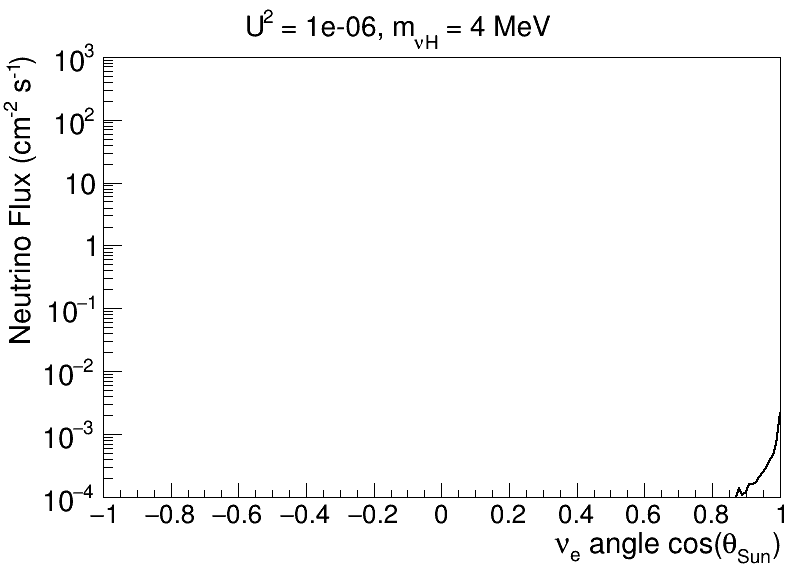 U² = 1e-06, m_νH = 4 MeV
Neutrino Flux (cm⁻² s⁻¹)
10³
10²
10
1
10⁻¹
10⁻²
10⁻³
10⁻⁴
−1 −0.8 −0.6 −0.4 −0.2 0 0.2 0.4 0.6 0.8 1
ν_e angle cos(θ_Sun)